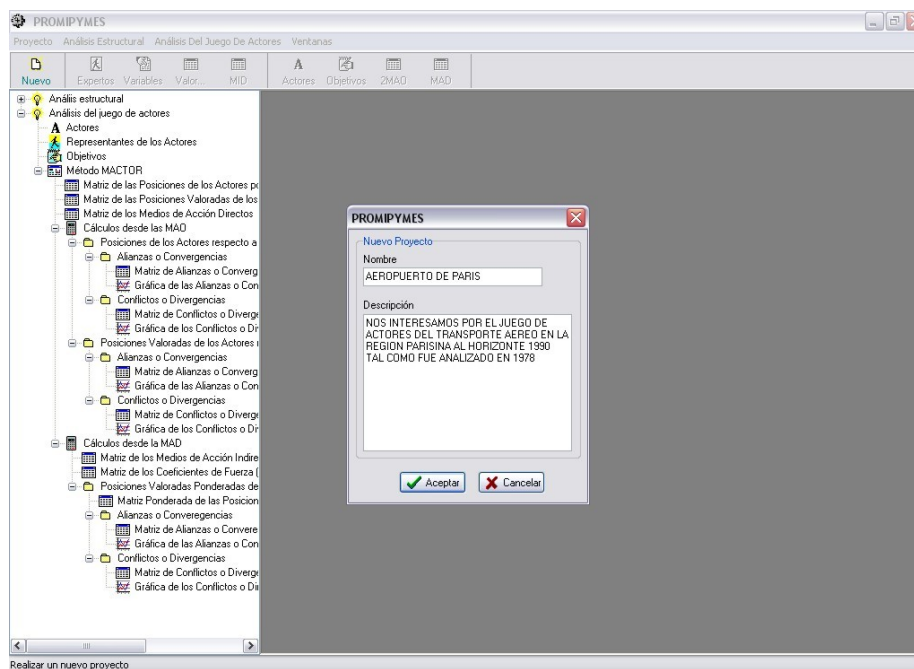 PROMIPYMES
Proyecto Análisis Estructural Análisis Del Juego De Actores Ventanas
Nuevo Expertos Variables Valor... MID Actores Objetivos 2MAO MAD
Análiis estructural
Análisis del juego de actores
A Actores
Representantes de los Actores
Objetivos
Método MACTOR
Matriz de las Posiciones de los Actores po
Matriz de las Posiciones Valoradas de los
Matriz de los Medios de Acción Directos
Cálculos desde las MAO
Posiciones de los Actores respecto a
Alianzas o Convergencias
Matriz de Alianzas o Converg
Gráfica de las Alianzas o Con
Conflictos o Divergencias
Matriz de Conflictos o Diverge
Gráfica de los Conflictos o Di
Posiciones Valoradas de los Actores
Alianzas o Convergencias
Matriz de Alianzas o Converg
Gráfica de las Alianzas o Con
Conflictos o Divergencias
Matriz de Conflictos o Diverge
Gráfica de los Conflictos o Di
Cálculos desde la MAD
Matriz de los Medios de Acción Indire
Matriz de los Coeficientes de Fuerza (
Posiciones Valoradas Ponderadas de
Matriz Ponderada de las Posicion
Alianzas o Converegencias
Matriz de Alianzas o Convere
Gráfica de las Alianzas o Con
Conflictos o Divergencias
Matriz de Conflictos o Diverge
Gráfica de los Conflictos o Di
PROMIPYMES
Nuevo Proyecto
Nombre
AEROPUERTO DE PARIS
Descripción
NOS INTERESAMOS POR EL JUEGO DE
ACTORES DEL TRANSPORTE AEREO EN LA
REGION PARISINA AL HORIZONTE 1990
TAL COMO FUE ANALIZADO EN 1978
Aceptar Cancelar
Realizar un nuevo proyecto